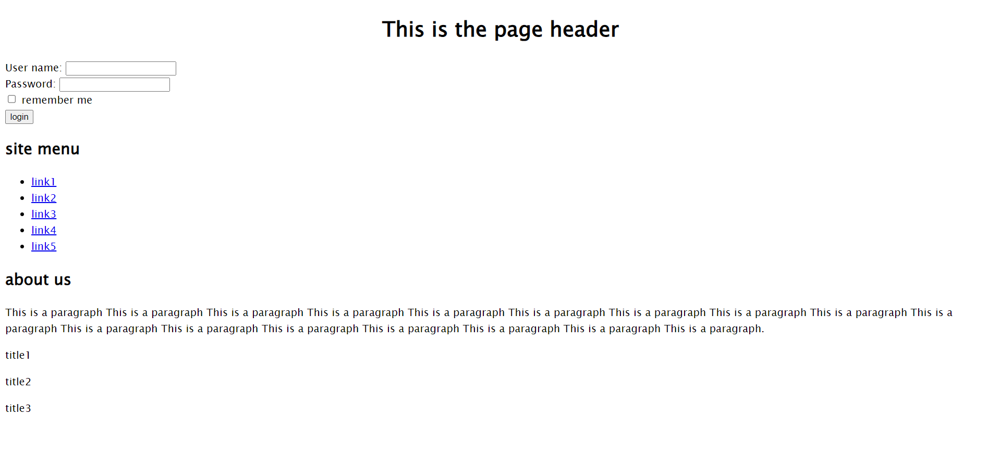 This is the page header
User name:
Password:
remember me
login
site menu
link1
link2
link3
link4
link5
about us
This is a paragraph This is a paragraph This is a paragraph This is a paragraph This is a paragraph This is a paragraph This is a paragraph This is a paragraph This is a paragraph This is a
paragraph This is a paragraph This is a paragraph This is a paragraph This is a paragraph This is a paragraph This is a paragraph This is a paragraph.
title1
title2
title3